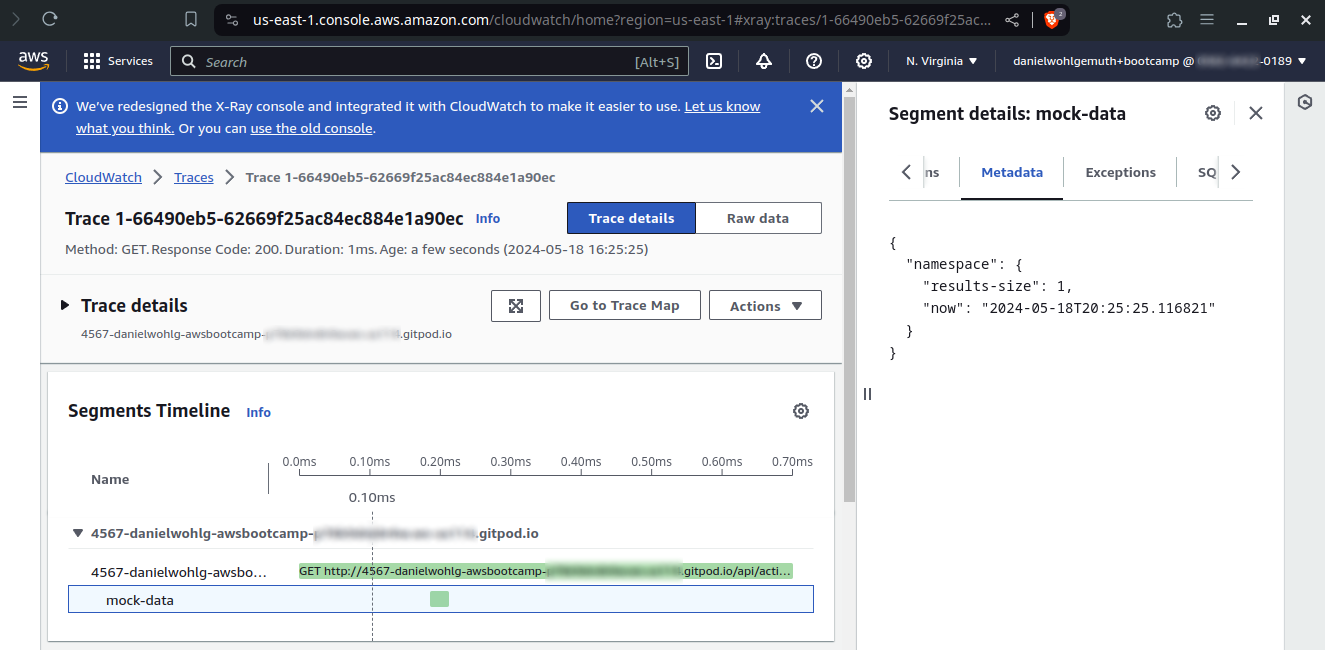 us-east-1.console.aws.amazon.com/cloudwatch/home?region=us-east-1#xray:traces/1-66490eb5-62669f25ac...
2
aws
Services
Search
[Alt+S]
N. Virginia
danielwohlgemuth+bootcamp @ -0189
We've redesigned the X-Ray console and integrated it with CloudWatch to make it easier to use. Let us know
what you think. Or you can use the old console.
CloudWatch
Traces
Trace 1-66490eb5-62669f25ac84ec884e1a90ec
Trace 1-66490eb5-62669f25ac84ec884e1a90ec
Info
Trace details
Raw data
Method: GET. Response Code: 200. Duration: 1ms. Age: a few seconds (2024-05-18 16:25:25)
Trace details
Go to Trace Map
Actions
4567-danielwohlg-awsbootcamp- .gitpod.io
Segments Timeline
Info
Name
0.0ms 0.10ms 0.20ms 0.30ms 0.40ms 0.50ms 0.60ms 0.70ms
0.10ms
4567-danielwohlg-awsbootcamp- .gitpod.io
4567-danielwohlg-awsbo...
GET http://4567-danielwohlg-awsbootcamp- .gitpod.io/api/acti...
mock-data
Segment details: mock-data
ns
Metadata
Exceptions
SQ
{
"namespace": {
"results-size": 1,
"now": "2024-05-18T20:25:25.116821"
}
}